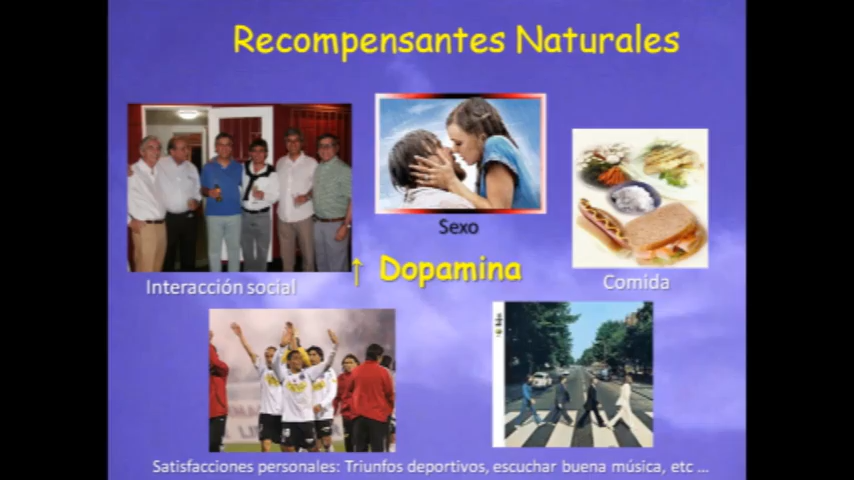 Recompensantes Naturales
Sexo
↑ Dopamina
Interacción social
Comida
Satisfacciones personales: Triunfos deportivos, escuchar buena música, etc ...